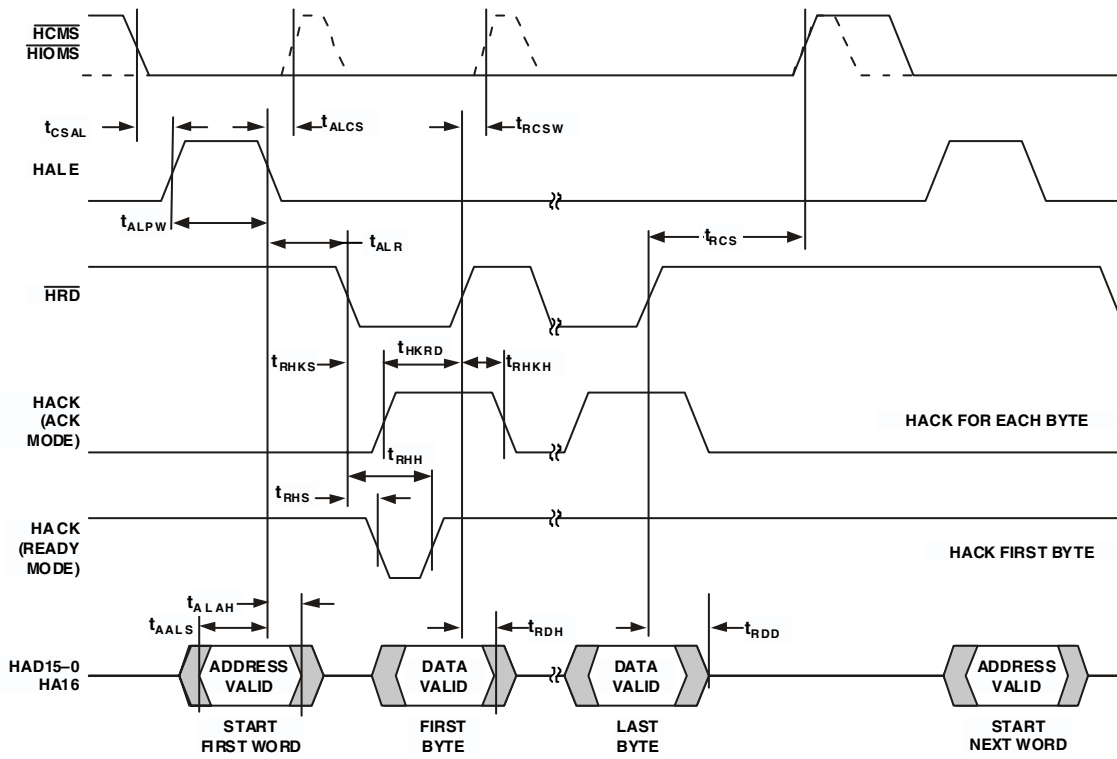 HCMS
HIOMS
tCSAL
tALCS
tRCSW
HALE
tALPW
tALR
tRCS
HRD
tHKRD
tRHKS
tRHKH
HACK
(ACK
MODE)
HACK FOR EACH BYTE
tRHH
tRHS
HACK
(READY
MODE)
HACK FIRST BYTE
tALAH
tAALS
tRDH
tRDD
HAD15–0
HA16
ADDRESS
VALID
DATA
VALID
DATA
VALID
ADDRESS
VALID
START
FIRST WORD
FIRST
BYTE
LAST
BYTE
START
NEXT WORD